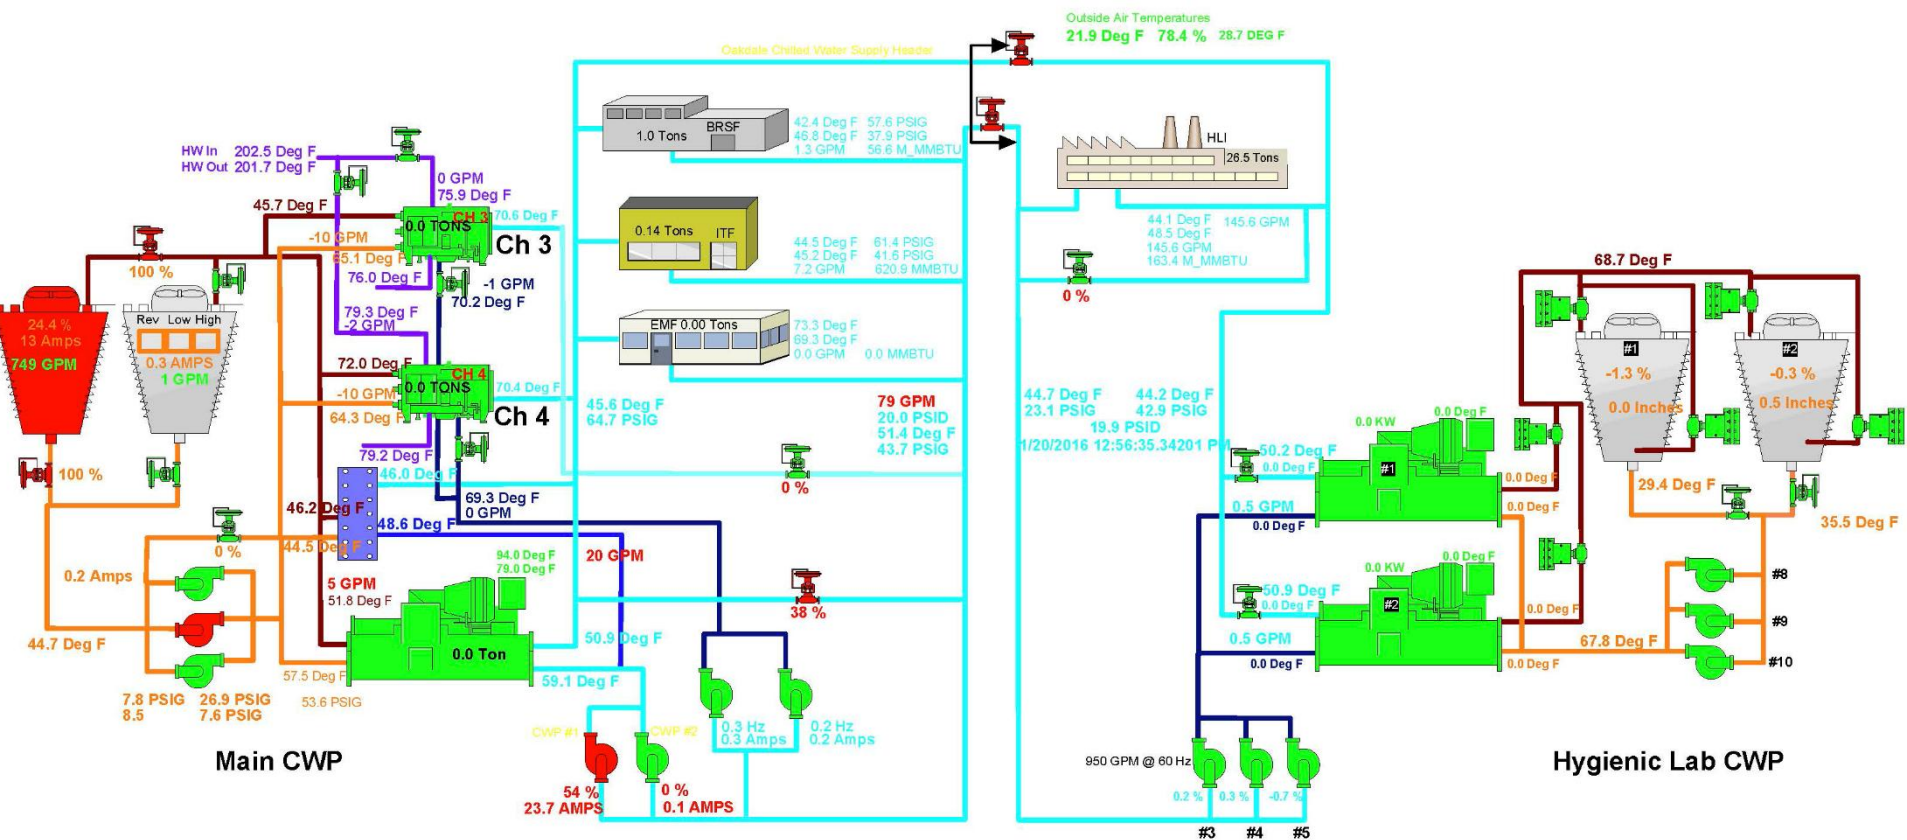 Outside Air Temperatures
21.9 Deg F 78.4 % 28.7 DEG F
Oakdale Chilled Water Supply Header
BRSF
1.0 Tons
42.4 Deg F 57.6 PSIG
46.8 Deg F 37.9 PSIG
1.3 GPM 56.6 M_MMBTU
HLI
26.5 Tons
HW In 202.5 Deg F
HW Out 201.7 Deg F
0 GPM
75.9 Deg F
45.7 Deg F
CH 3
0.0 TONS
70.6 Deg F
-10 GPM
65.1 Deg F
Ch 3
100 %
76.0 Deg F
-1 GPM
70.2 Deg F
0.14 Tons ITF
44.5 Deg F 61.4 PSIG
45.2 Deg F 41.6 PSIG
7.2 GPM 620.9 MMBTU
44.1 Deg F 145.6 GPM
48.5 Deg F
145.6 GPM
163.4 M_MMBTU
0 %
68.7 Deg F
24.4 %
13 Amps
749 GPM
Rev Low High
0.3 AMPS
1 GPM
79.3 Deg F
-2 GPM
EMF 0.00 Tons
73.3 Deg F
69.3 Deg F
0.0 GPM 0.0 MMBTU
#1
-1.3 %
0.0 Inches
#2
-0.3 %
0.5 Inches
72.0 Deg F
CH 4
0.0 TONS
70.4 Deg F
-10 GPM
64.3 Deg F
Ch 4
79.2 Deg F
45.6 Deg F
64.7 PSIG
79 GPM
20.0 PSID
51.4 Deg F
43.7 PSIG
44.7 Deg F 44.2 Deg F
23.1 PSIG 42.9 PSIG
19.9 PSID
1/20/2016 12:56:35.34201 PM
0.0 KW
0.0 Deg F
50.2 Deg F
0.0 Deg F
#1
0.0 Deg F
0.5 GPM
0.0 Deg F
0.0 Deg F
29.4 Deg F
35.5 Deg F
100 %
46.0 Deg F
0 %
46.2 Deg F
69.3 Deg F
0 GPM
48.6 Deg F
0 %
44.5 Deg F
20 GPM
94.0 Deg F
79.0 Deg F
0.2 Amps
5 GPM
51.8 Deg F
38 %
0.0 KW
0.0 Deg F
50.9 Deg F
0.0 Deg F
#2
0.0 Deg F
0.5 GPM
0.0 Deg F
0.0 Deg F
67.8 Deg F
#8
#9
#10
44.7 Deg F
0.0 Ton
50.9 Deg F
57.5 Deg F
59.1 Deg F
53.6 PSIG
7.8 PSIG 26.9 PSIG
8.5 7.6 PSIG
CWP #1
CWP #2
0.3 Hz
0.3 Amps
0.2 Hz
0.2 Amps
Main CWP
54 %
23.7 AMPS
0 %
0.1 AMPS
950 GPM @ 60 Hz
0.2 % 0.3 % -0.7 %
#3 #4 #5
Hygienic Lab CWP